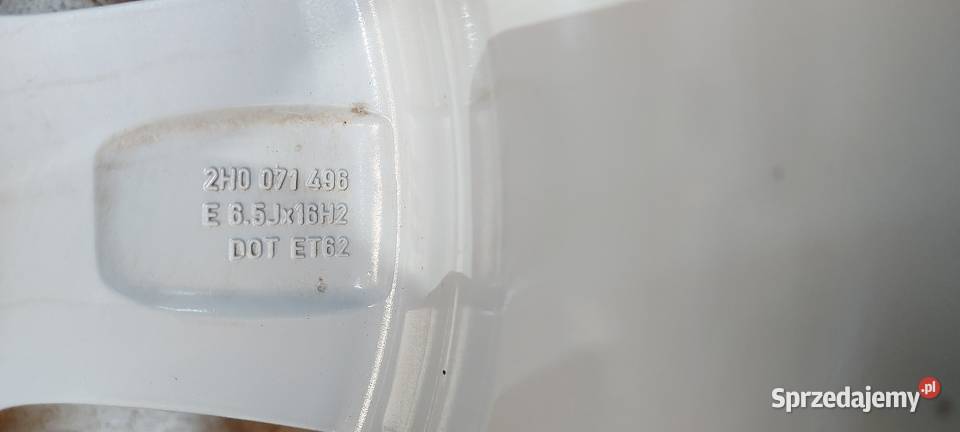 2H0 071 496
E 6.5Jx16H2
DOT ET62
Sprzedajemy.pl